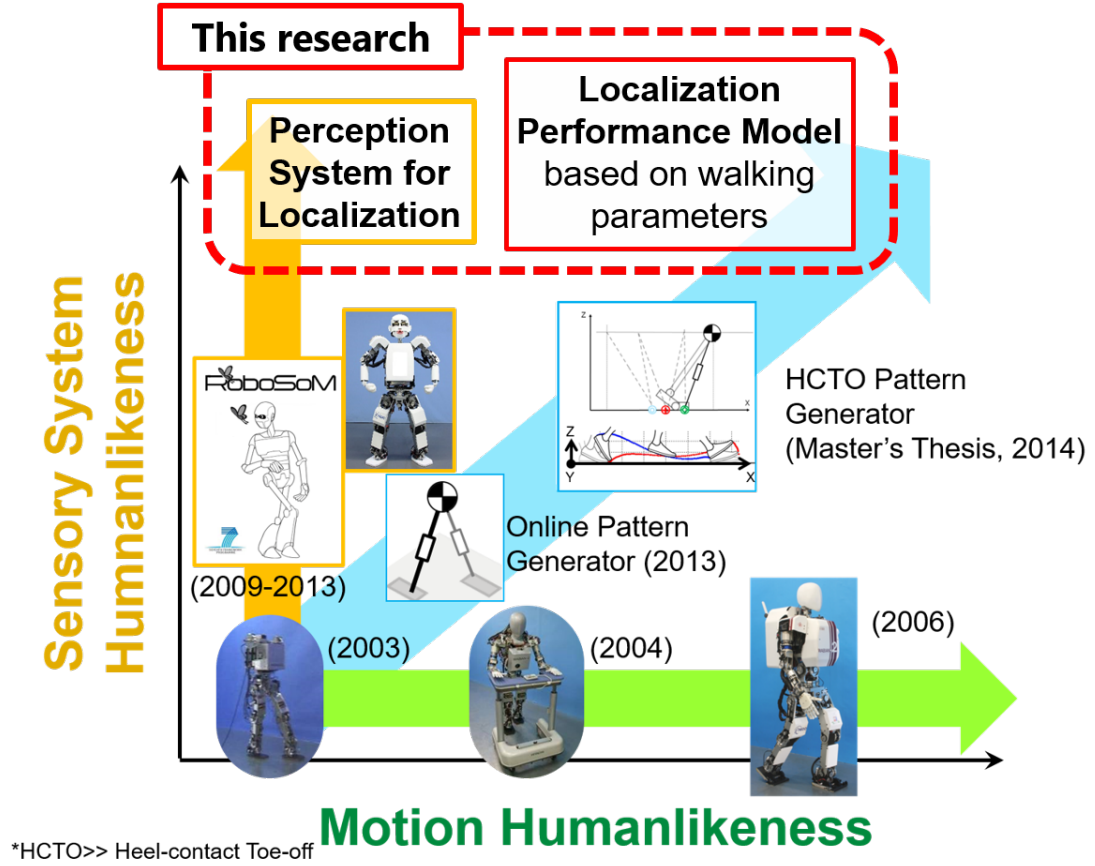 This research
Perception
System for
Localization
Localization
Performance Model
based on walking
parameters
Sensory System
Humanlikeness
RoboSoM
7
(2009-2013)
Z
X
Z
Y
X
HCTO Pattern
Generator
(Master's Thesis, 2014)
Online Pattern
Generator (2013)
(2003)
(2004)
(2006)
Motion Humanlikeness
*HCTO>> Heel-contact Toe-off